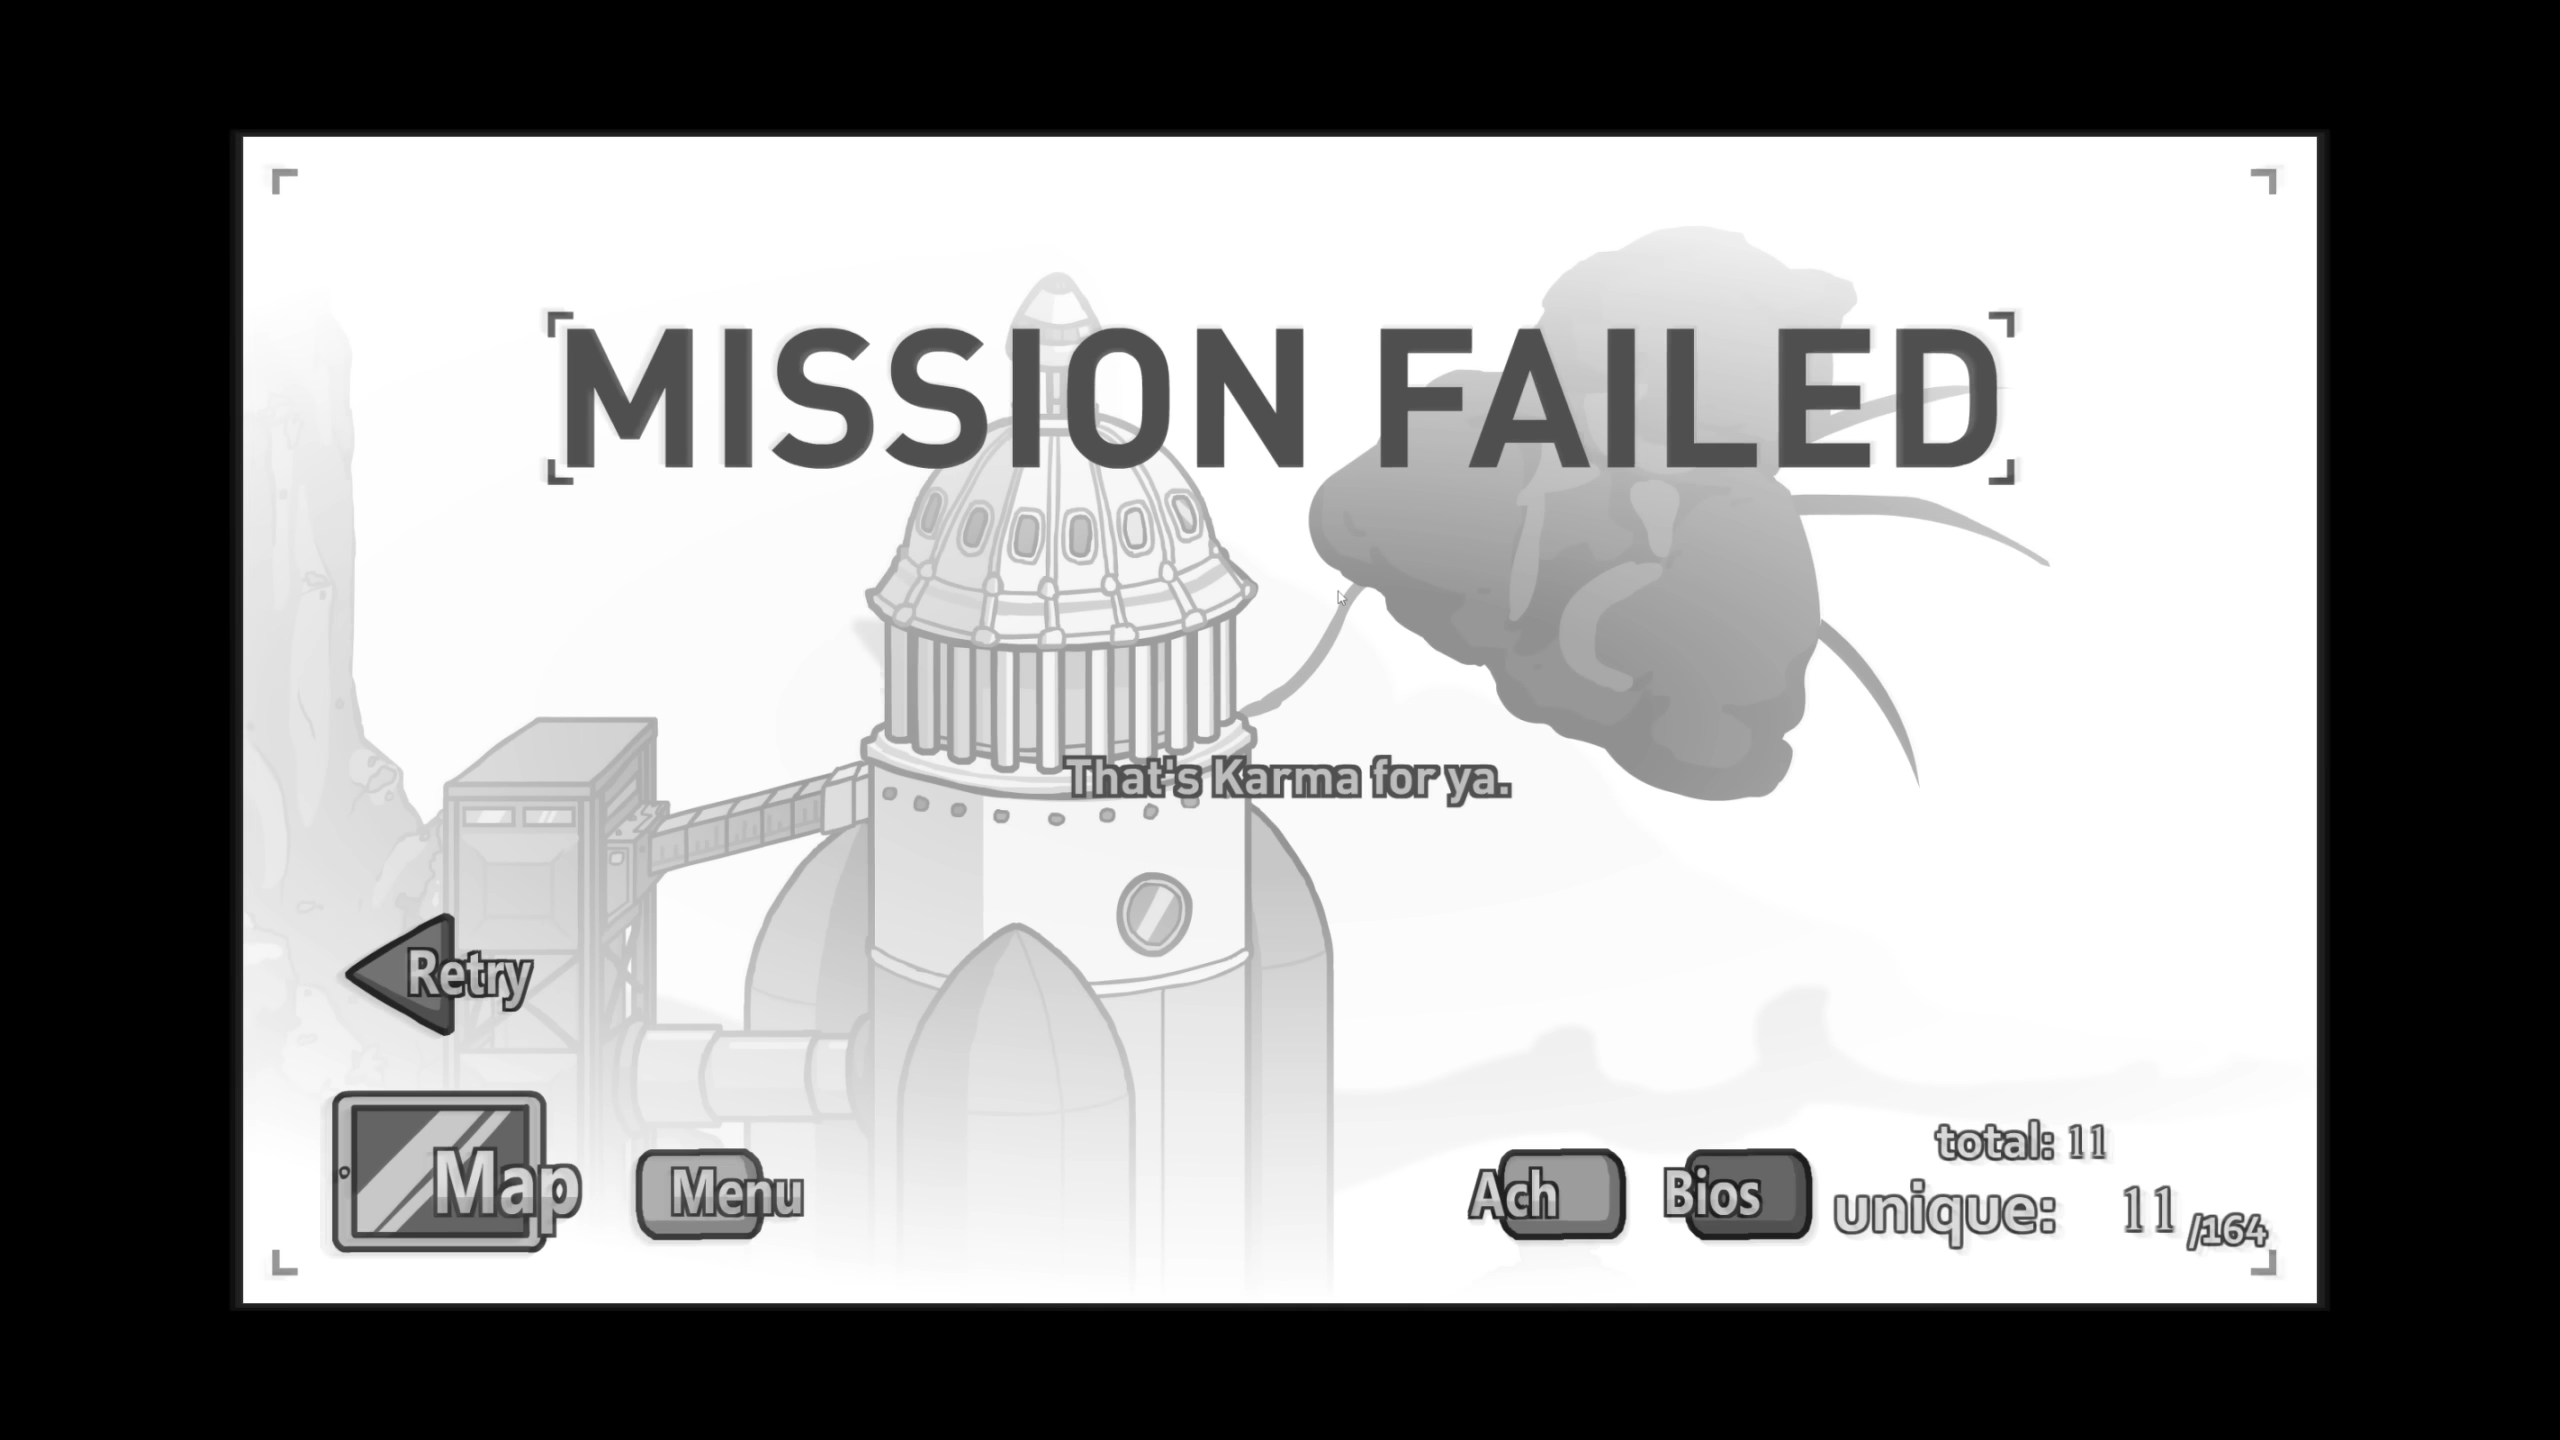 MISSION FAILED
That's Karma for ya.
Retry
Map
Menu
Ach
Bios
total: 11
unique: 11 /164